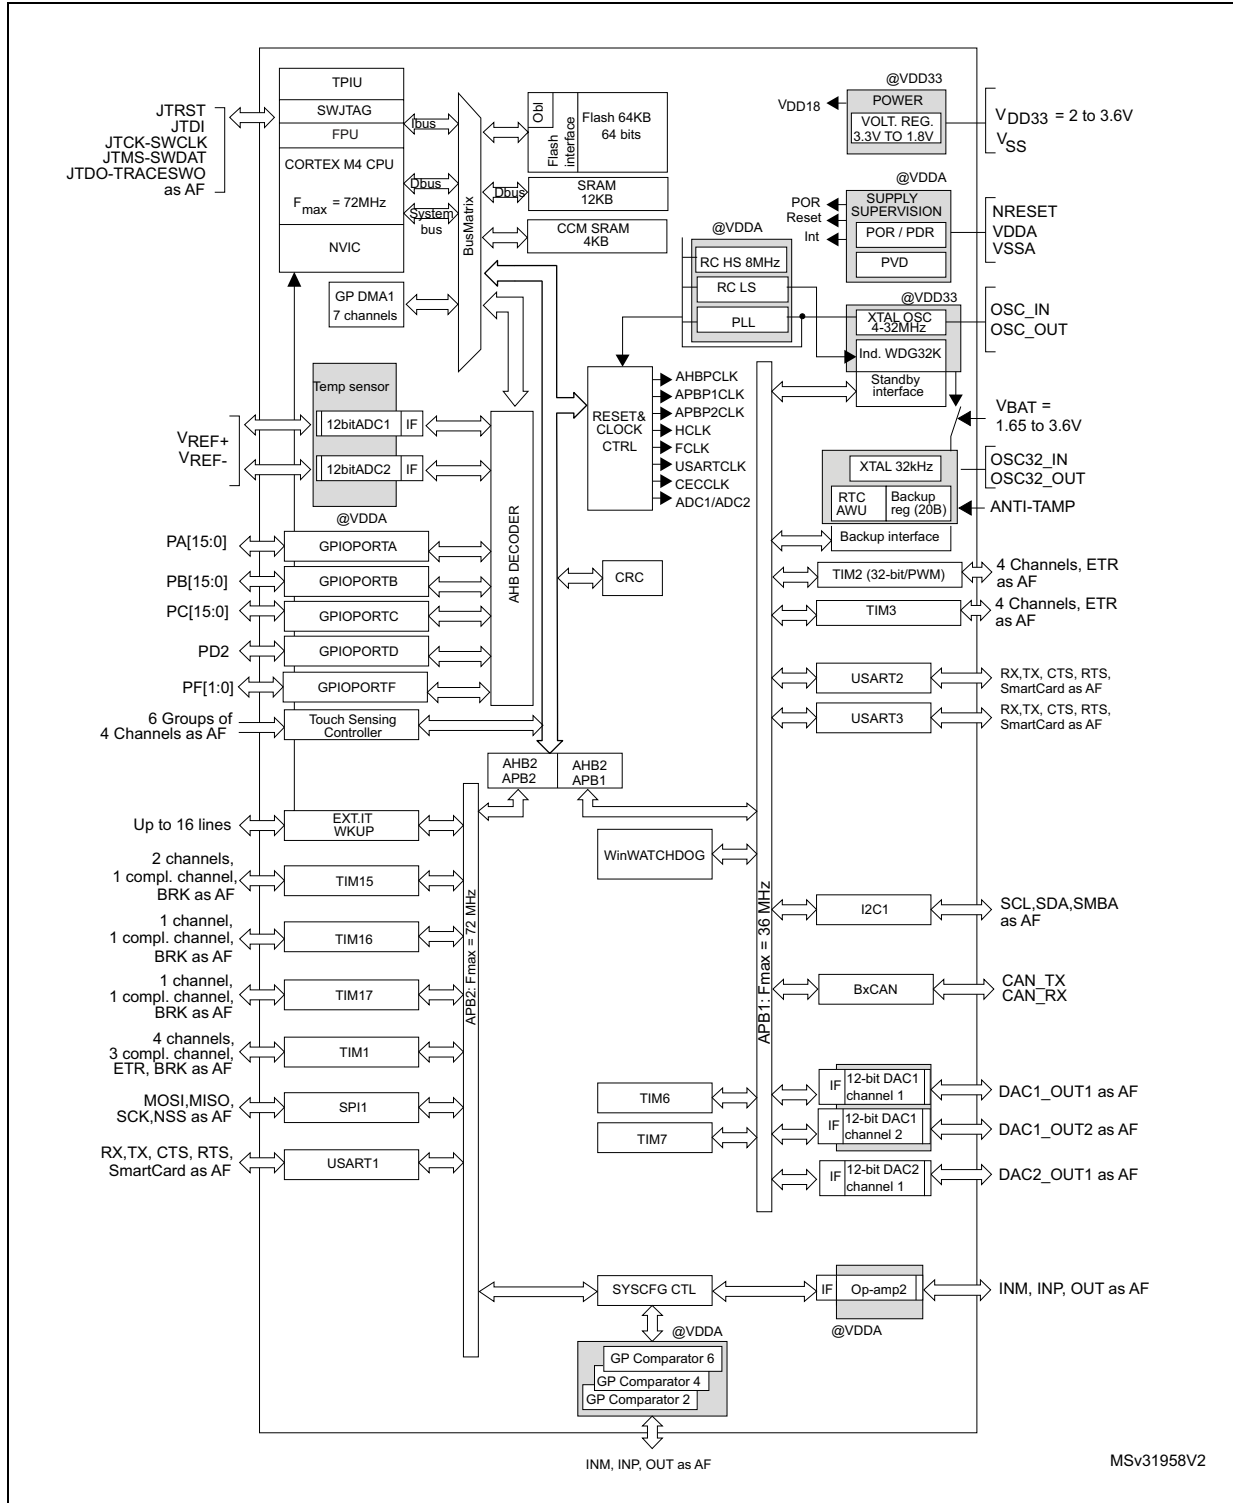 TPIU
SWJTAG
FPU
CORTEX M4 CPU
Fmax = 72MHz
NVIC
JTRST
JTDI
JTCK-SWCLK
JTMS-SWDAT
JTDO-TRACESWO
as AF
Ibus
Dbus
System
bus
BusMatrix
Obl
Flash
interface
Flash 64KB
64 bits
Dbus
SRAM
12KB
CCM SRAM
4KB
GP DMA1
7 channels
@VDD33
POWER
VOLT. REG.
3.3V TO 1.8V
VDD18
VDD33 = 2 to 3.6V
VSS
@VDDA
SUPPLY
SUPERVISION
POR / PDR
PVD
POR
Reset
Int
NRESET
VDDA
VSSA
@VDDA
RC HS 8MHz
RC LS
PLL
@VDD33
XTAL OSC
4-32MHz
Ind. WDG32K
Standby
interface
OSC_IN
OSC_OUT
VBAT =
1.65 to 3.6V
XTAL 32kHz
RTC
AWU
Backup
reg (20B)
Backup interface
OSC32_IN
OSC32_OUT
ANTI-TAMP
RESET&
CLOCK
CTRL
AHBPCLK
APBP1CLK
APBP2CLK
HCLK
FCLK
USARTCLK
CECCLK
ADC1/ADC2
Temp sensor
12bitADC1
IF
12bitADC2
IF
@VDDA
VREF+
VREF-
AHB DECODER
PA[15:0]
GPIOPORTA
PB[15:0]
GPIOPORTB
PC[15:0]
GPIOPORTC
PD2
GPIOPORTD
PF[1:0]
GPIOPORTF
6 Groups of
4 Channels as AF
Touch Sensing
Controller
CRC
TIM2 (32-bit/PWM)
4 Channels, ETR
as AF
TIM3
4 Channels, ETR
as AF
USART2
RX,TX, CTS, RTS,
SmartCard as AF
USART3
RX,TX, CTS, RTS,
SmartCard as AF
AHB2
APB2
AHB2
APB1
Up to 16 lines
EXT.IT
WKUP
WinWATCHDOG
2 channels,
1 compl. channel,
BRK as AF
TIM15
1 channel,
1 compl. channel,
BRK as AF
TIM16
1 channel,
1 compl. channel,
BRK as AF
TIM17
4 channels,
3 compl. channel,
ETR, BRK as AF
TIM1
MOSI,MISO,
SCK,NSS as AF
SPI1
RX,TX, CTS, RTS,
SmartCard as AF
USART1
APB2: Fmax = 72 MHz
APB1: Fmax = 36 MHz
I2C1
SCL,SDA,SMBA
as AF
BxCAN
CAN_TX
CAN_RX
TIM6
TIM7
IF
12-bit DAC1
channel 1
DAC1_OUT1 as AF
IF
12-bit DAC1
channel 2
DAC1_OUT2 as AF
IF
12-bit DAC2
channel 1
DAC2_OUT1 as AF
SYSCFG CTL
IF
Op-amp2
INM, INP, OUT as AF
@VDDA
@VDDA
GP Comparator 6
GP Comparator 4
GP Comparator 2
INM, INP, OUT as AF
MSv31958V2